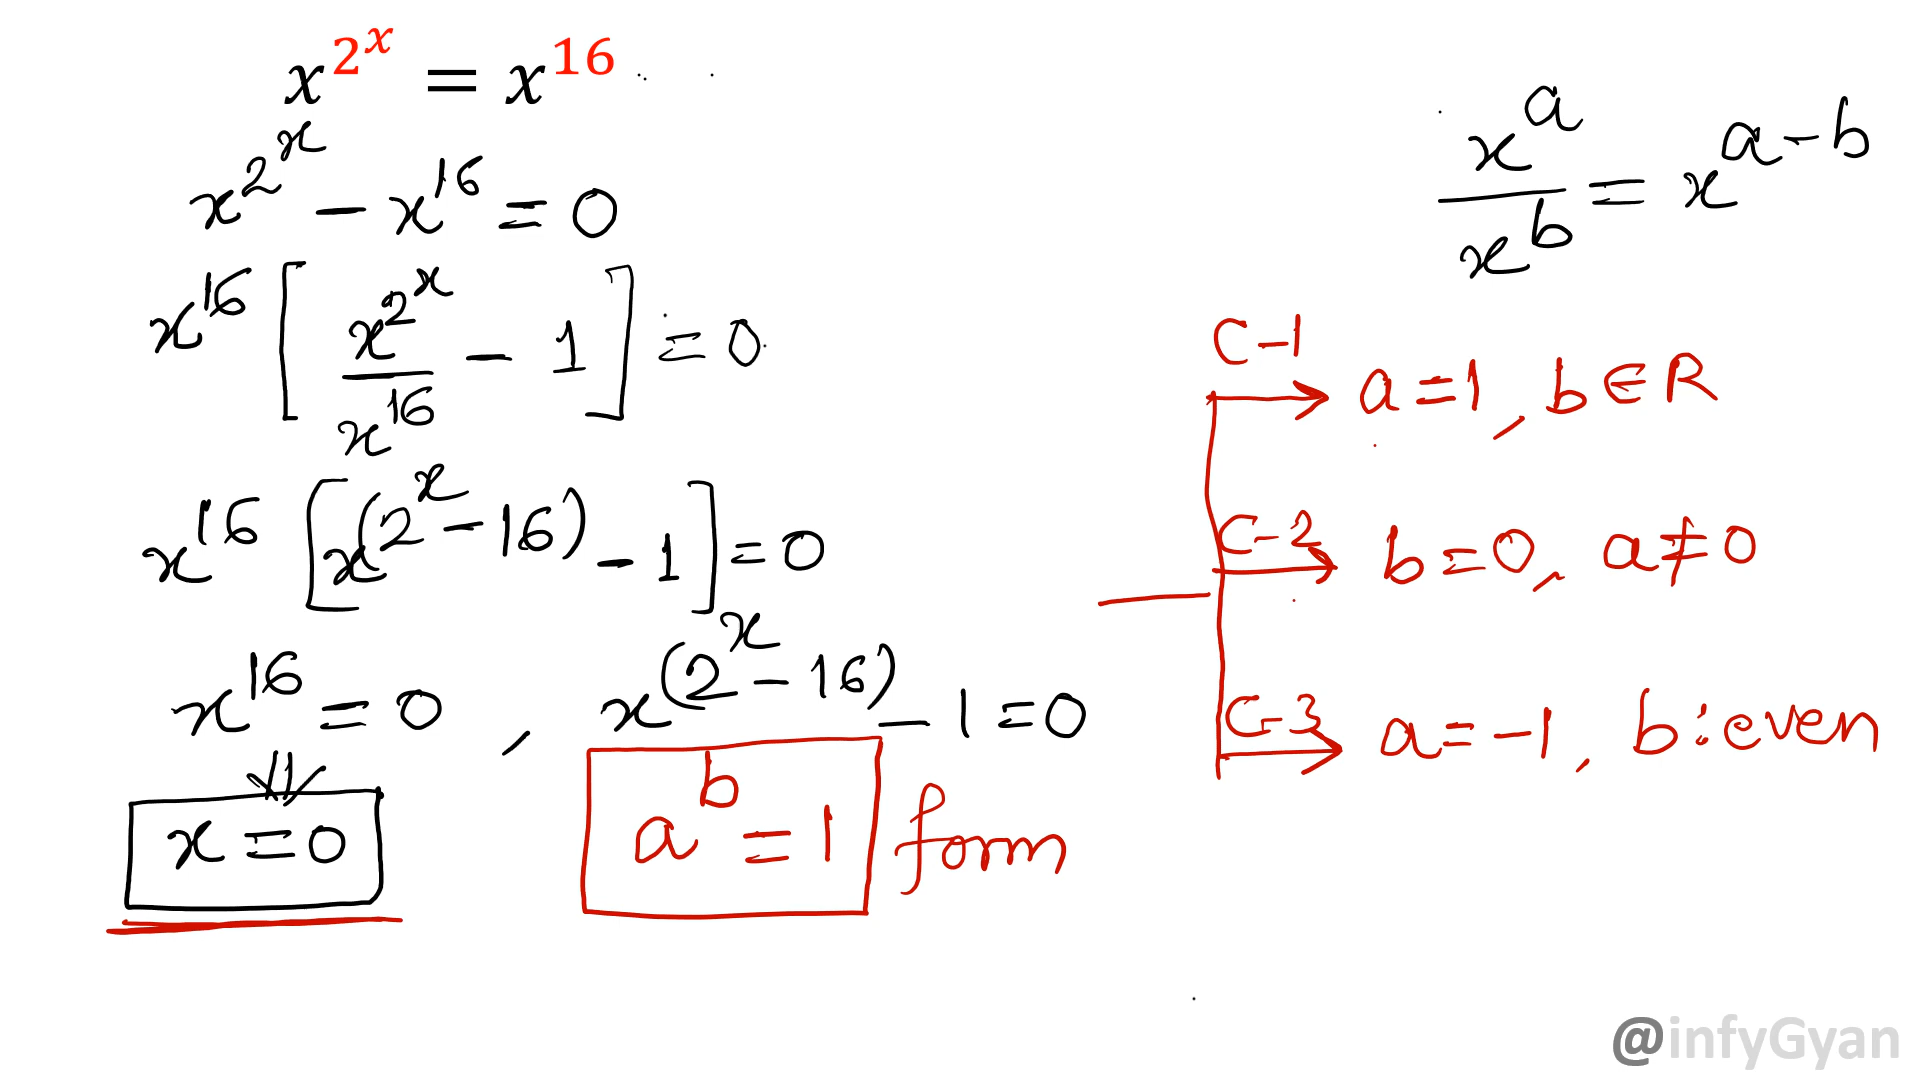 x^{2^x} = x^{16}
x^{2^x} - x^{16} = 0
x^{16} [ x^{2^x} / x^{16} - 1 ] = 0
x^{16} [ x^{(2^x - 16)} - 1 ] = 0
x^{16} = 0 , x^{(2^x - 16)} - 1 = 0
⇓
x = 0
a^b = 1 form
x^a / x^b = x^{a-b}
C-1 → a = 1, b ∈ R
C-2 → b = 0, a ≠ 0
C-3 → a = -1, b : even
@infyGyan